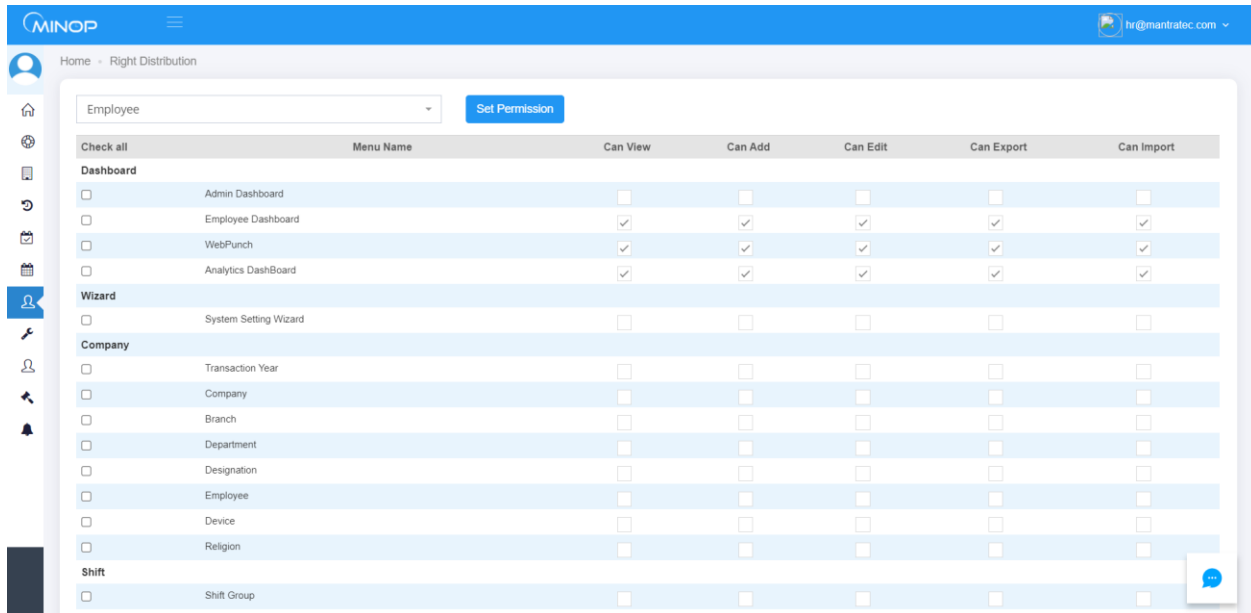 MINOP
hr@mantratec.com
Home Right Distribution
Employee
Set Permission
Check all Menu Name Can View Can Add Can Edit Can Export Can Import
Dashboard
Admin Dashboard
Employee Dashboard
WebPunch
Analytics DashBoard
Wizard
System Setting Wizard
Company
Transaction Year
Company
Branch
Department
Designation
Employee
Device
Religion
Shift
Shift Group